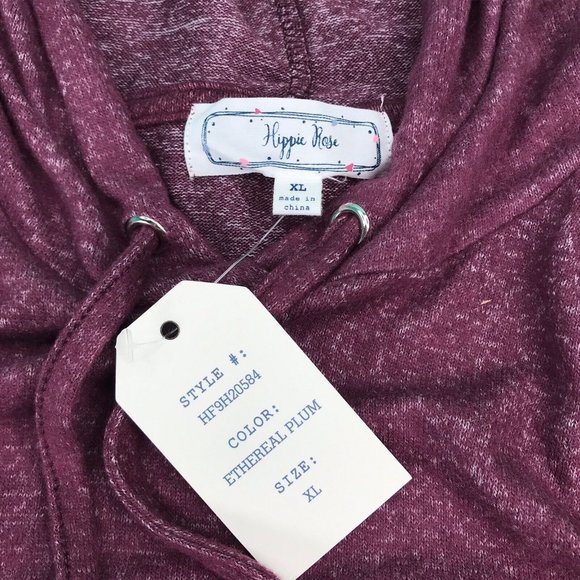 Hippie Rose
XL
made in
china
STYLE #:
HF9H20584
COLOR:
ETHEREAL PLUM
SIZE:
XL